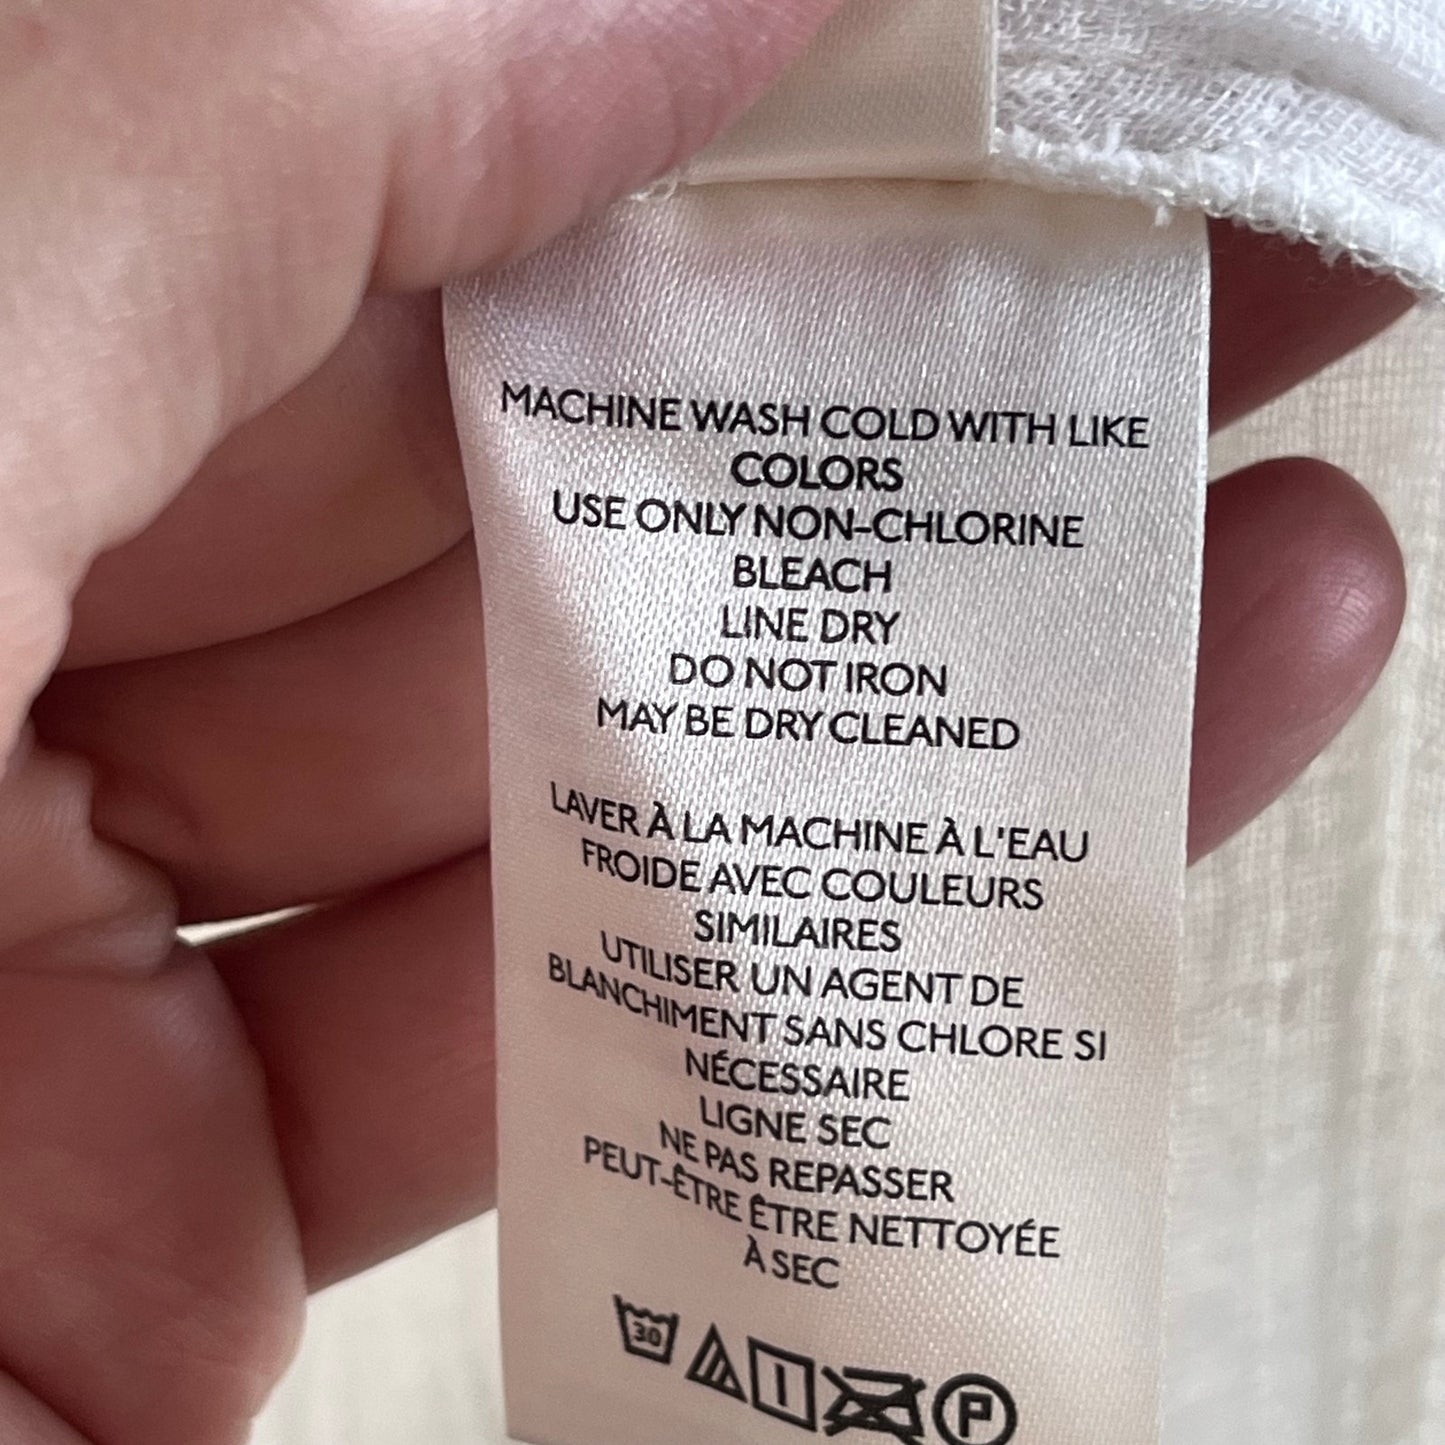 MACHINE WASH COLD WITH LIKE
COLORS
USE ONLY NON-CHLORINE
BLEACH
LINE DRY
DO NOT IRON
MAY BE DRY CLEANED
LAVER À LA MACHINE À L'EAU
FROIDE AVEC COULEURS
SIMILAIRES
UTILISER UN AGENT DE
BLANCHIMENT SANS CHLORE SI
NÉCESSAIRE
LIGNE SEC
NE PAS REPASSER
PEUT-ÊTRE ÊTRE NETTOYÉE
À SEC
30 P